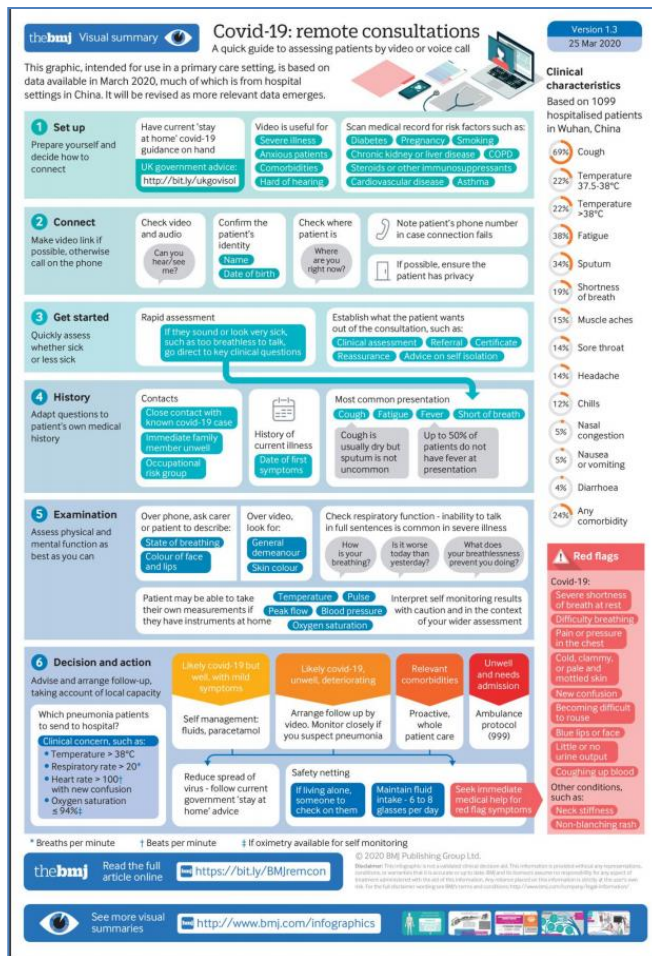 thebmj Visual summary
Covid-19: remote consultations
A quick guide to assessing patients by video or voice call
Version 1.3
25 Mar 2020
This graphic, intended for use in a primary care setting, is based on
data available in March 2020, much of which is from hospital
settings in China. It will be revised as more relevant data emerges.
1 Set up
Prepare yourself and
decide how to
connect
Have current 'stay
at home' covid-19
guidance on hand
UK government advice:
http://bit.ly/ukgovisol
Video is useful for
Severe illness
Anxious patients
Comorbidities
Hard of hearing
Scan medical record for risk factors such as:
Diabetes Pregnancy Smoking
Chronic kidney or liver disease COPD
Steroids or other immunosuppressants
Cardiovascular disease Asthma
2 Connect
Make video link if
possible, otherwise
call on the phone
Check video
and audio
Can you
hear/see
me?
Confirm the
patient's
identity
Name
Date of birth
Check where
patient is
Where
are you
right now?
Note patient's phone number
in case connection fails
If possible, ensure the
patient has privacy
3 Get started
Quickly assess
whether sick
or less sick
Rapid assessment
If they sound or look very sick,
such as too breathless to talk,
go direct to key clinical questions
Establish what the patient wants
out of the consultation, such as:
Clinical assessment Referral Certificate
Reassurance Advice on self isolation
4 History
Adapt questions to
patient's own medical
history
Contacts
Close contact with
known covid-19 case
Immediate family
member unwell
Occupational
risk group
History of
current illness
Date of first
symptoms
Most common presentation
Cough Fatigue Fever Short of breath
Cough is
usually dry but
sputum is not
uncommon
Up to 50% of
patients do not
have fever at
presentation
5 Examination
Assess physical and
mental function as
best as you can
Over phone, ask carer
or patient to describe:
State of breathing
Colour of face
and lips
Over video,
look for:
General
demeanour
Skin colour
Check respiratory function - inability to talk
in full sentences is common in severe illness
How
is your
breathing?
Is it worse
today than
yesterday?
What does
your breathlessness
prevent you doing?
Patient may be able to take
their own measurements if
they have instruments at home
Temperature Pulse
Peak flow Blood pressure
Oxygen saturation
Interpret self monitoring results
with caution and in the context
of your wider assessment
6 Decision and action
Advise and arrange follow-up,
taking account of local capacity
Which pneumonia patients
to send to hospital?
Clinical concern, such as:
• Temperature > 38°C
• Respiratory rate > 20*
• Heart rate > 100†
with new confusion
• Oxygen saturation
≤ 94%‡
Likely covid-19 but
well, with mild
symptoms
Self management:
fluids, paracetamol
Likely covid-19,
unwell, deteriorating
Arrange follow up by
video. Monitor closely if
you suspect pneumonia
Relevant
comorbidities
Proactive,
whole
patient care
Unwell
and needs
admission
Ambulance
protocol
(999)
Reduce spread of
virus - follow current
government 'stay
at home' advice
Safety netting
If living alone,
someone to
check on them
Maintain fluid
intake - 6 to 8
glasses per day
Seek immediate
medical help for
red flag symptoms
* Breaths per minute † Beats per minute ‡ If oximetry available for self monitoring
Clinical
characteristics
Based on 1099
hospitalised patients
in Wuhan, China
69% Cough
22% Temperature
37.5-38°C
22% Temperature
>38°C
38% Fatigue
34% Sputum
19% Shortness
of breath
15% Muscle aches
14% Sore throat
14% Headache
12% Chills
5% Nasal
congestion
5% Nausea
or vomiting
4% Diarrhoea
24% Any
comorbidity
Red flags
Covid-19:
Severe shortness
of breath at rest
Difficulty breathing
Pain or pressure
in the chest
Cold, clammy,
or pale and
mottled skin
New confusion
Becoming difficult
to rouse
Blue lips or face
Little or no
urine output
Coughing up blood
Other conditions,
such as:
Neck stiffness
Non-blanching rash
thebmj
Read the full
article online
https://bit.ly/BMJremcon
© 2020 BMJ Publishing Group Ltd.
See more visual
summaries
http://www.bmj.com/infographics